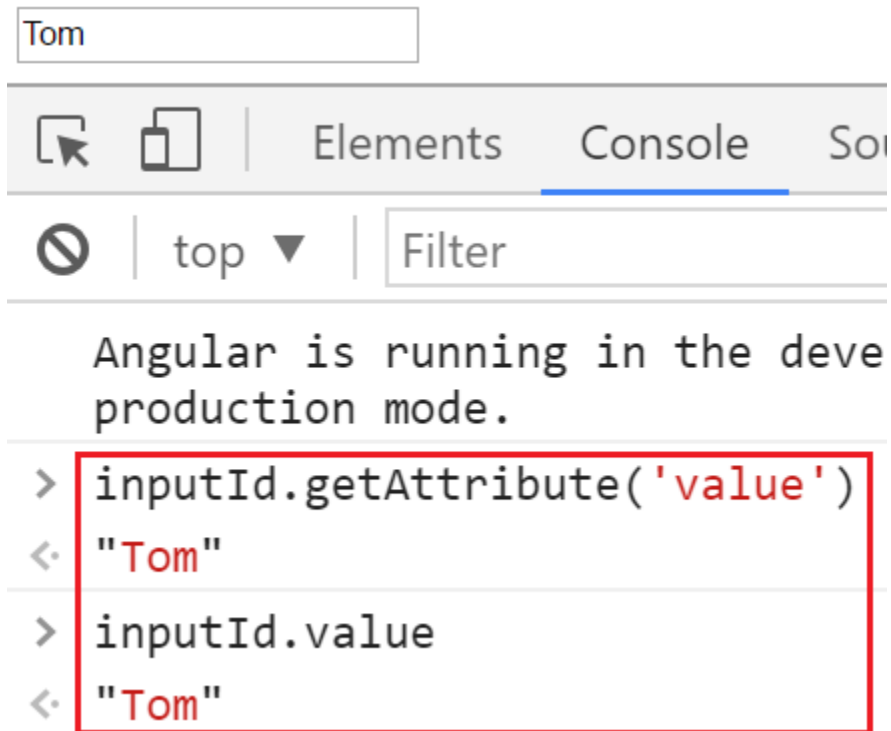 Tom
Elements Console
top Filter
Angular is running in the
production mode.
inputId.getAttribute('value')
"Tom"
inputId.value
"Tom"